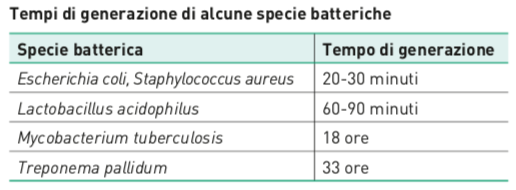 Tempi di generazione di alcune specie batteriche
Specie batterica Tempo di generazione
Escherichia coli, Staphylococcus aureus 20-30 minuti
Lactobacillus acidophilus 60-90 minuti
Mycobacterium tuberculosis 18 ore
Treponema pallidum 33 ore